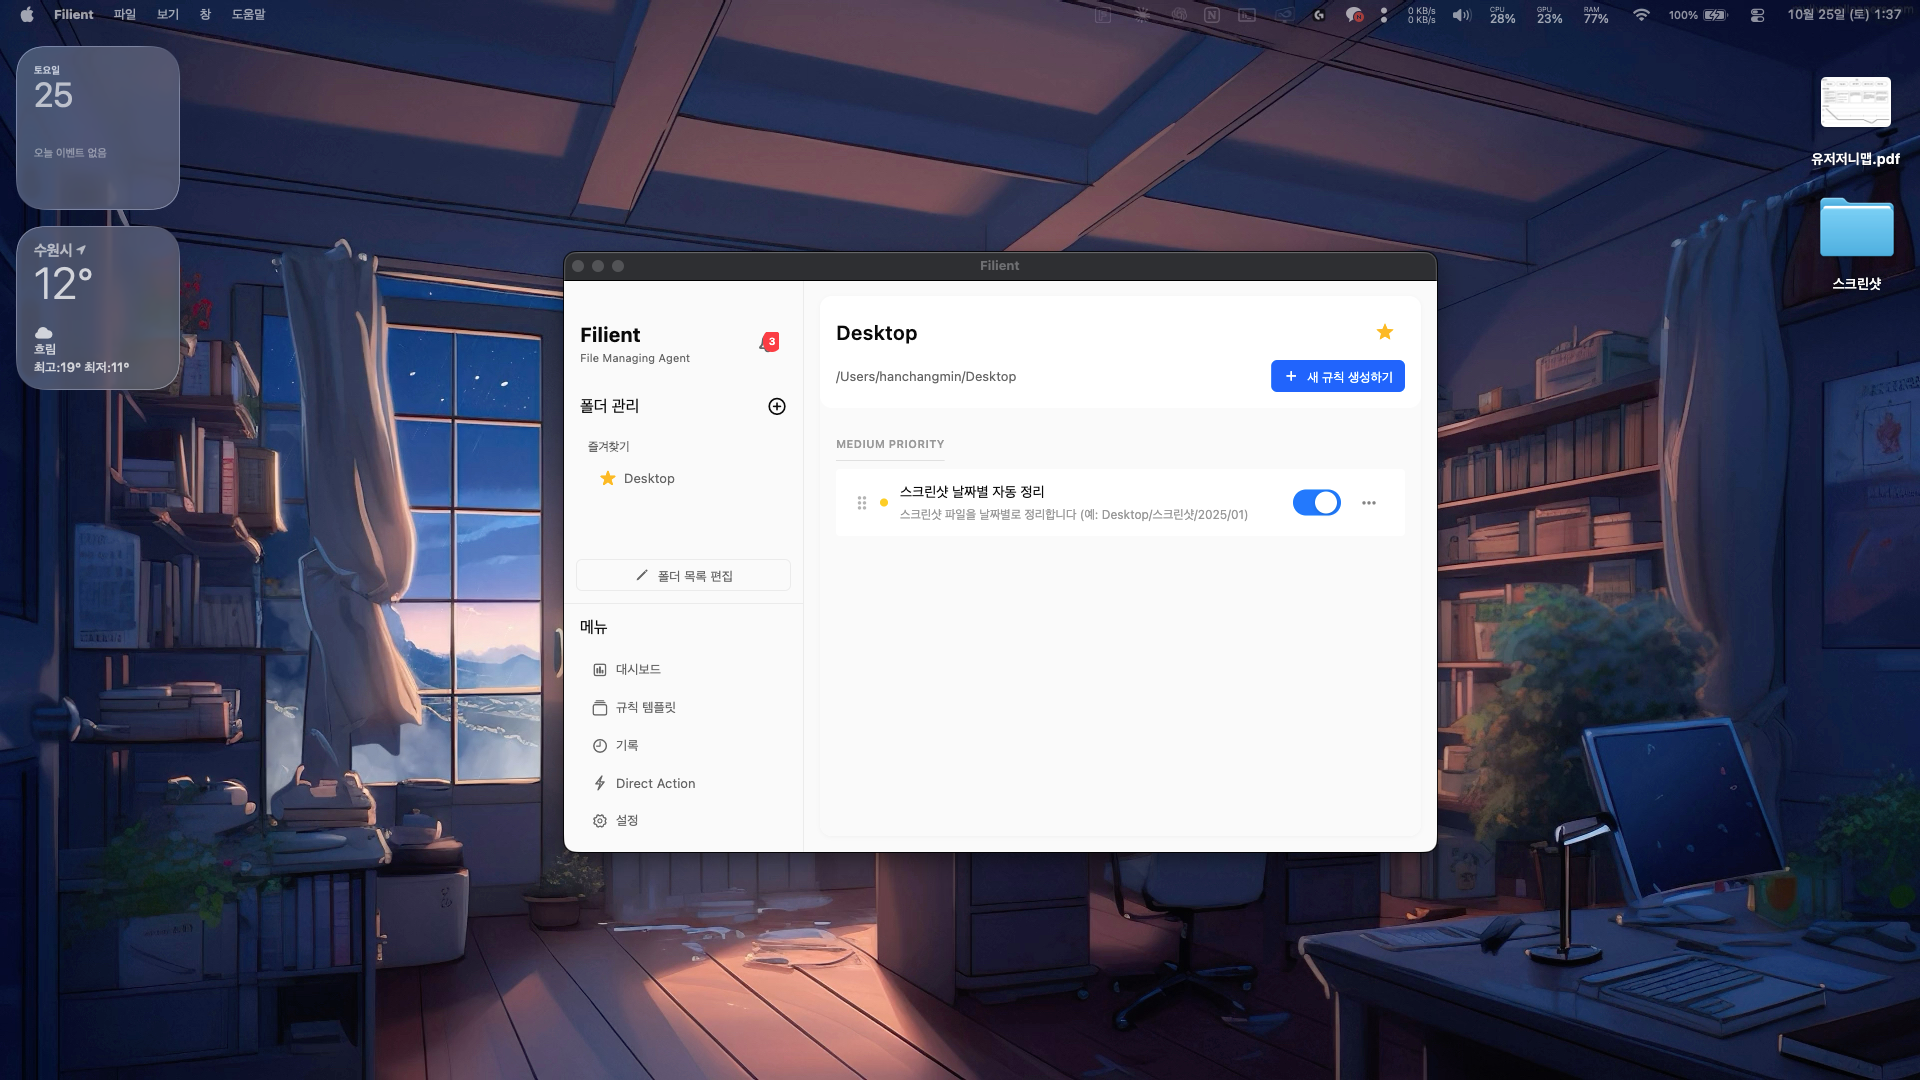 Filient 파일 보기 창 도움말
0 KB/s
0 KB/s
CPU
28%
GPU
23%
RAM
77%
100%
10월 25일 (토) 1:37
토요일
25
오늘 이벤트 없음
수원시
12°
흐림
최고:19° 최저:11°
유저저니맵.pdf
스크린샷
Filient
Filient
3
File Managing Agent
폴더 관리
즐겨찾기
Desktop
폴더 목록 편집
메뉴
대시보드
규칙 템플릿
기록
Direct Action
설정
Desktop
/Users/hanchangmin/Desktop
새 규칙 생성하기
MEDIUM PRIORITY
스크린샷 날짜별 자동 정리
스크린샷 파일을 날짜별로 정리합니다 (예: Desktop/스크린샷/2025/01)